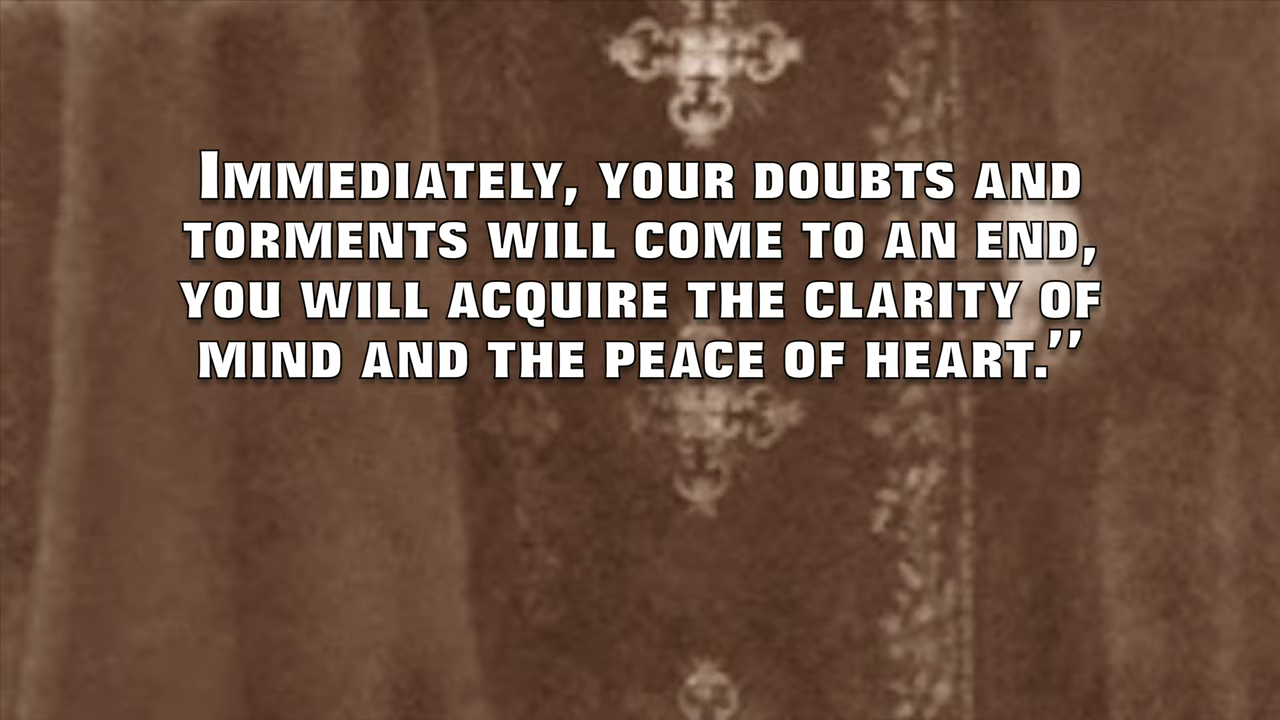 Immediately, your doubts and
torments will come to an end,
you will acquire the clarity of
mind and the peace of heart.’’